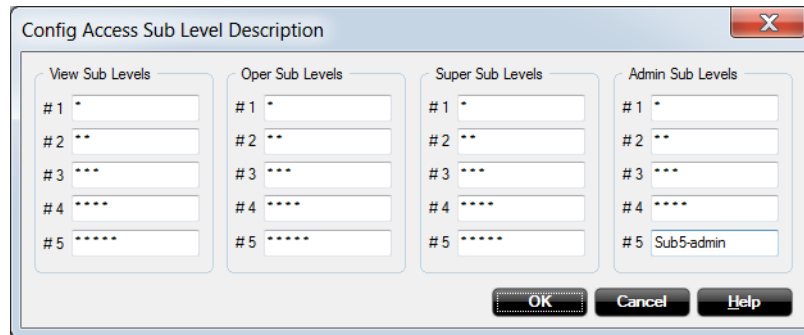 Config Access Sub Level Description
X
View Sub Levels Oper Sub Levels Super Sub Levels Admin Sub Levels
# 1 * # 1 * # 1 * # 1 *
# 2 ** # 2 ** # 2 ** # 2 **
# 3 *** # 3 *** # 3 *** # 3 ***
# 4 **** # 4 **** # 4 **** # 4 ****
# 5 ***** # 5 ***** # 5 ***** # 5 Sub5-admin
OK Cancel Help